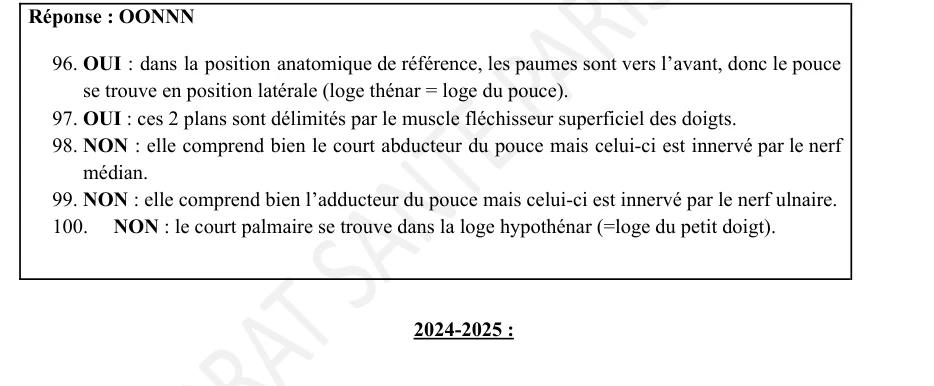 Réponse : OONNN
96. OUI : dans la position anatomique de référence, les paumes sont vers l’avant, donc le pouce
se trouve en position latérale (loge thénar = loge du pouce).
97. OUI : ces 2 plans sont délimités par le muscle fléchisseur superficiel des doigts.
98. NON : elle comprend bien le court abducteur du pouce mais celui-ci est innervé par le nerf
médian.
99. NON : elle comprend bien l’adducteur du pouce mais celui-ci est innervé par le nerf ulnaire.
100. NON : le court palmaire se trouve dans la loge hypothénar (=loge du petit doigt).
2024-2025 :